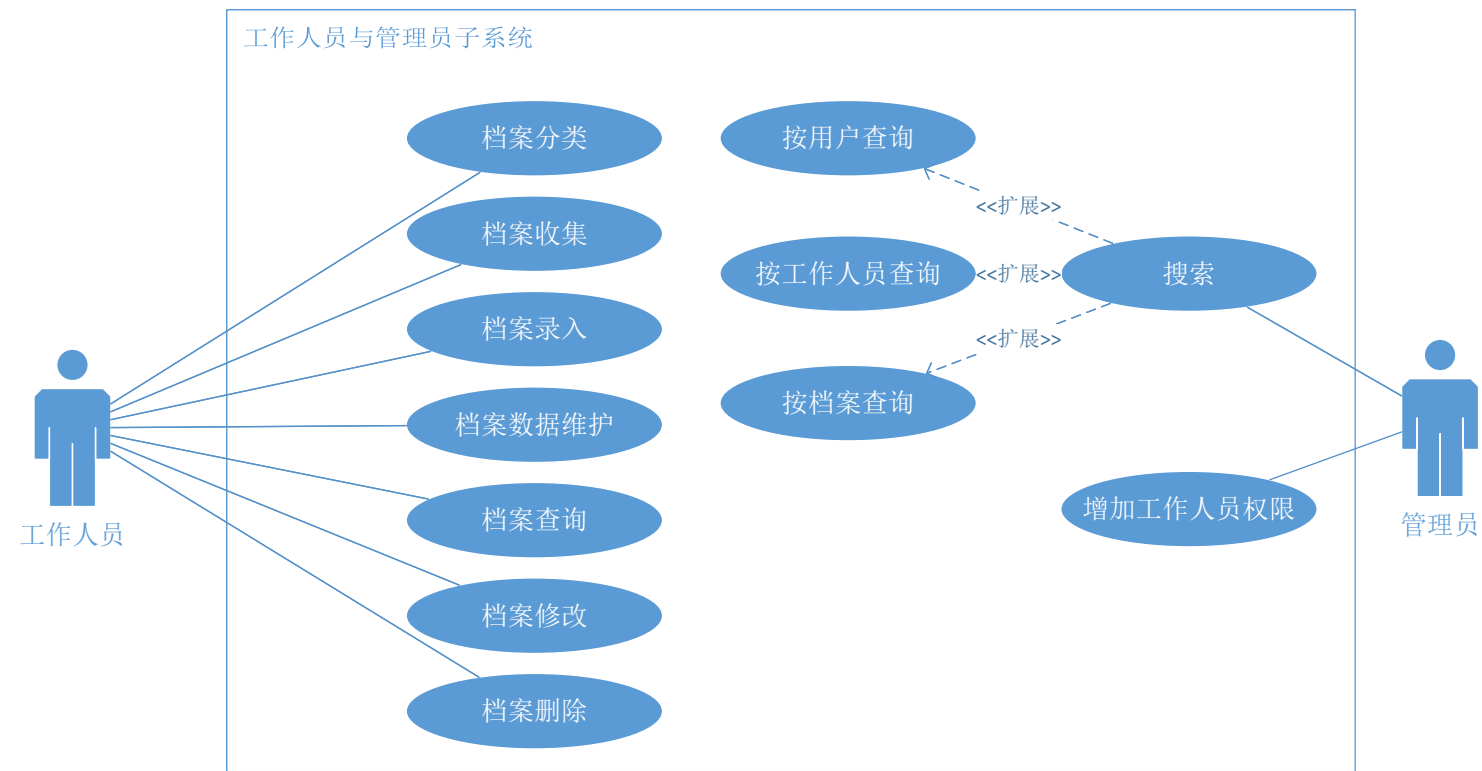 工作人员与管理员子系统
档案分类
档案收集
档案录入
档案数据维护
档案查询
档案修改
档案删除
按用户查询
按工作人员查询
按档案查询
<<扩展>>
<<扩展>>
<<扩展>>
搜索
增加工作人员权限
工作人员
管理员